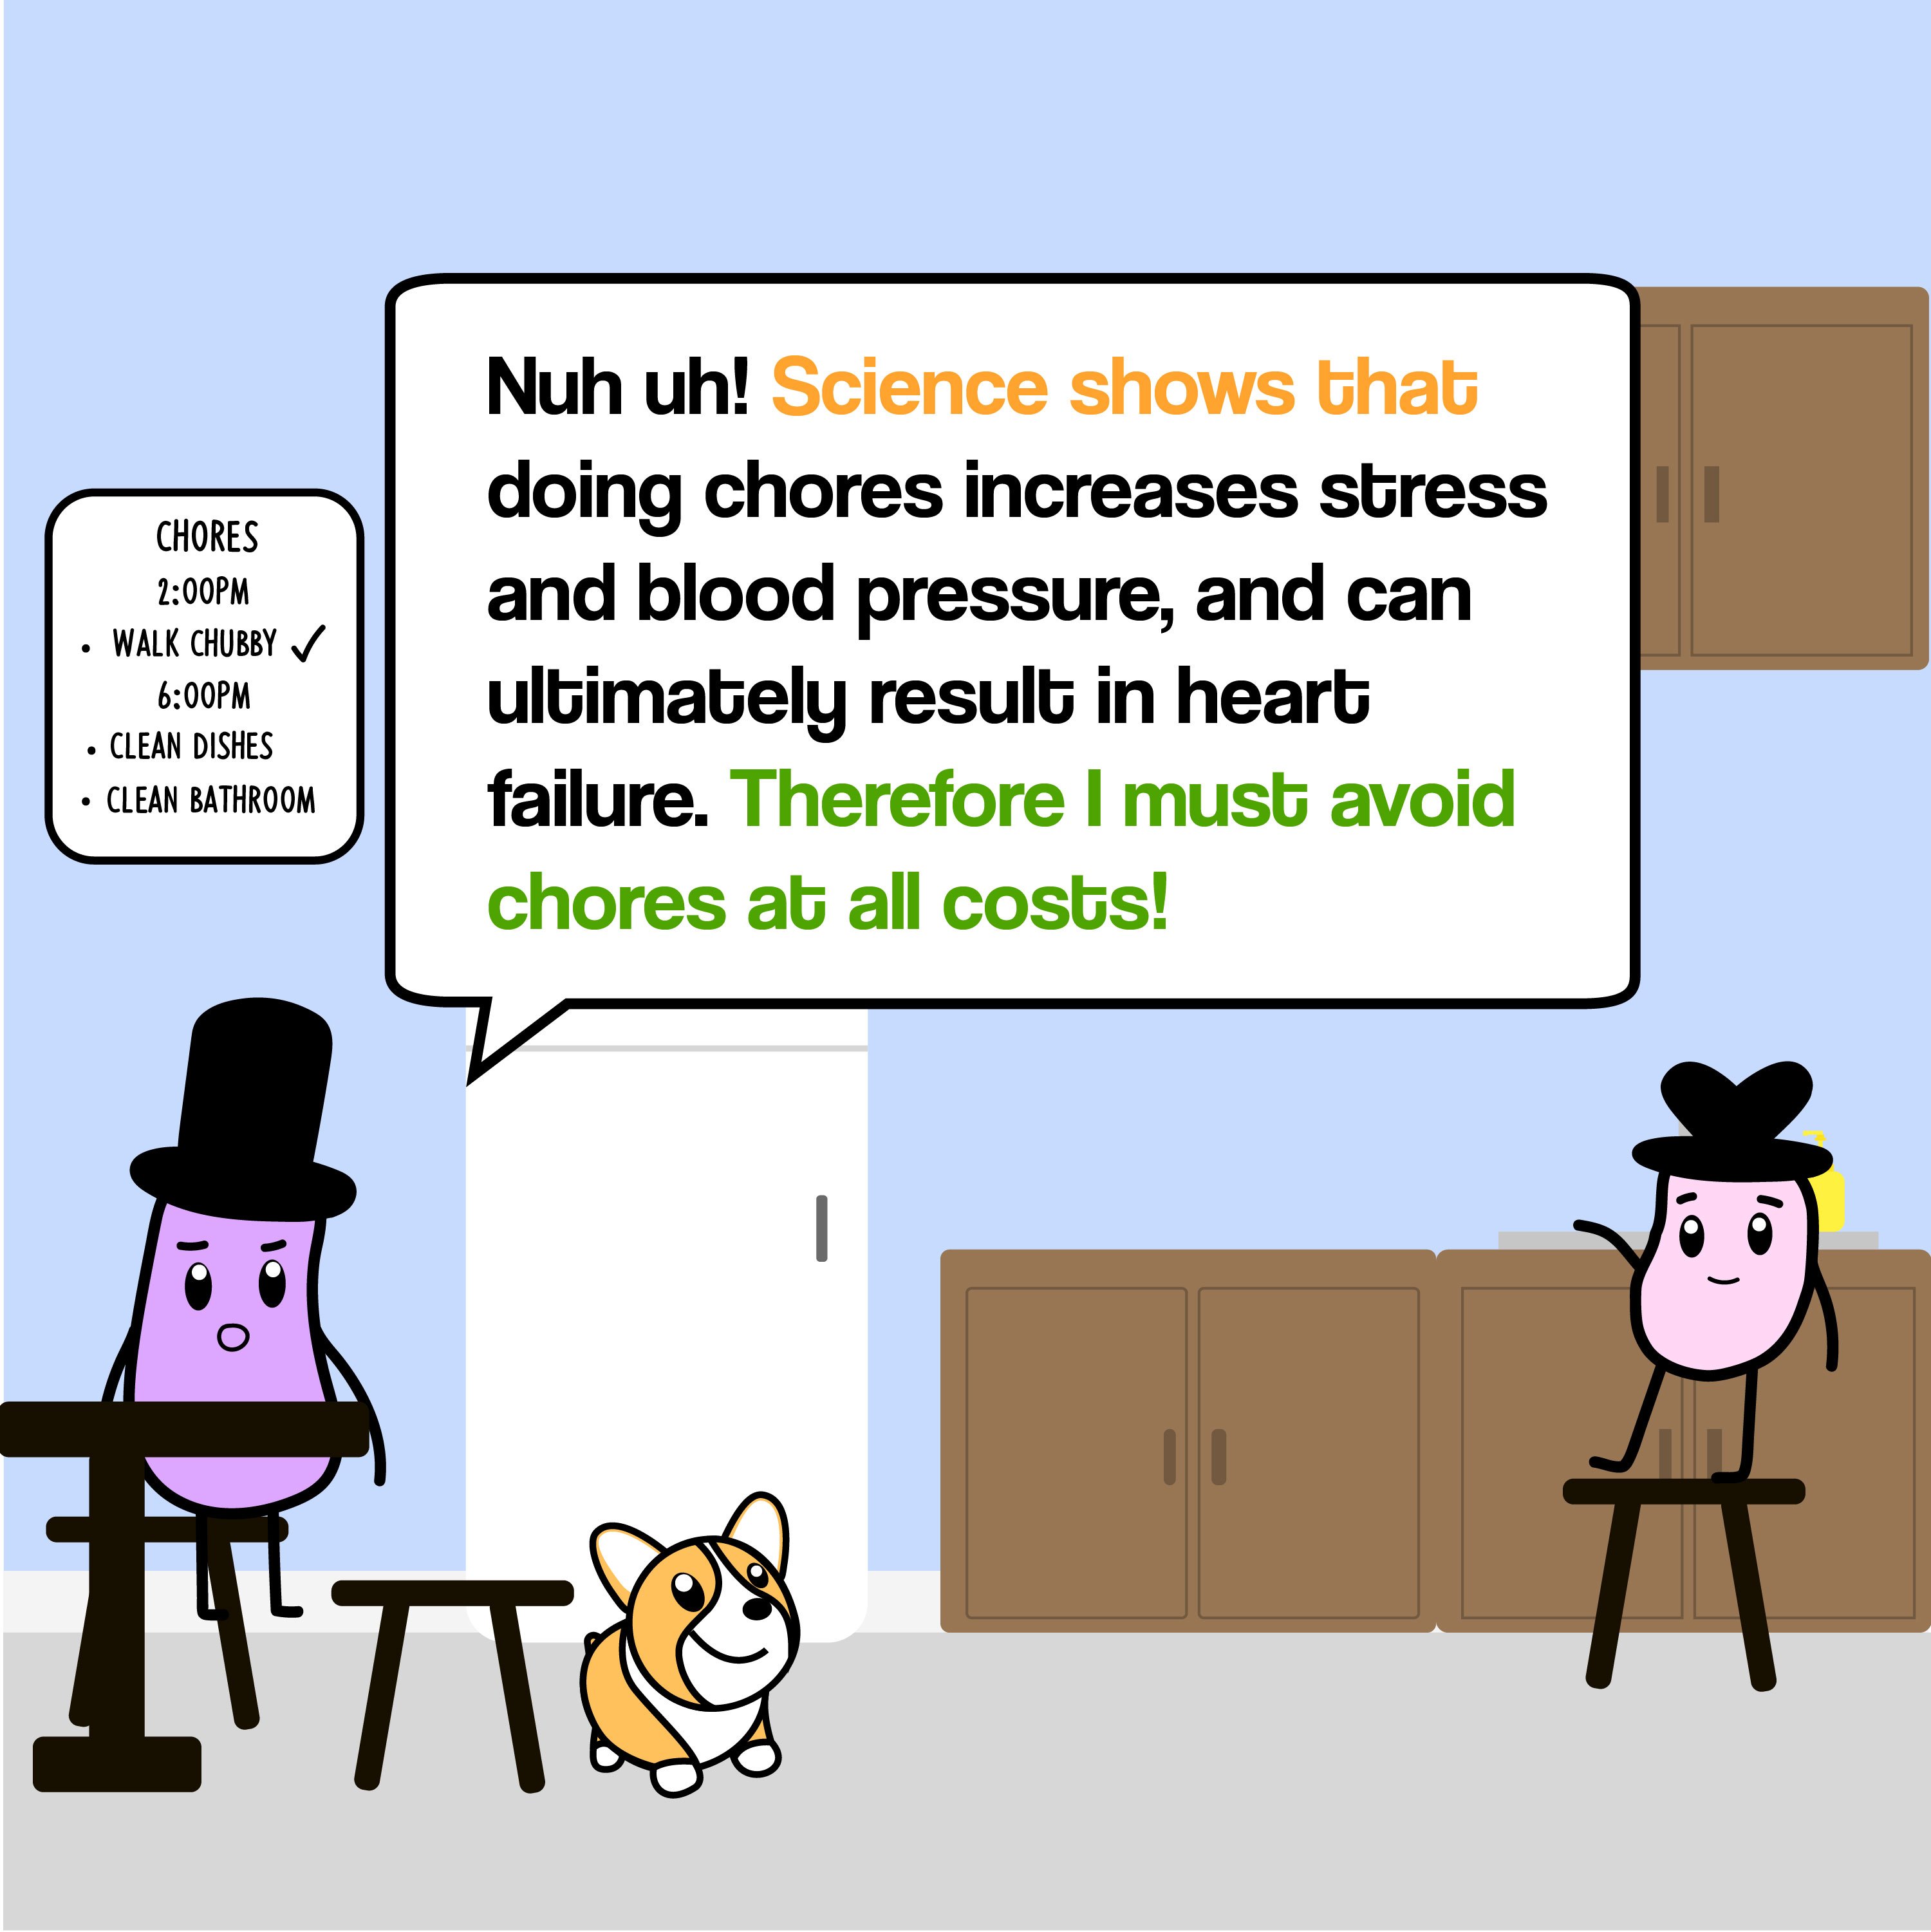 Nuh uh! Science shows that
doing chores increases stress
and blood pressure, and can
ultimately result in heart
failure. Therefore I must avoid
chores at all costs!
CHORES
2:00PM
• WALK CHUBBY ✓
6:00PM
• CLEAN DISHES
• CLEAN BATHROOM